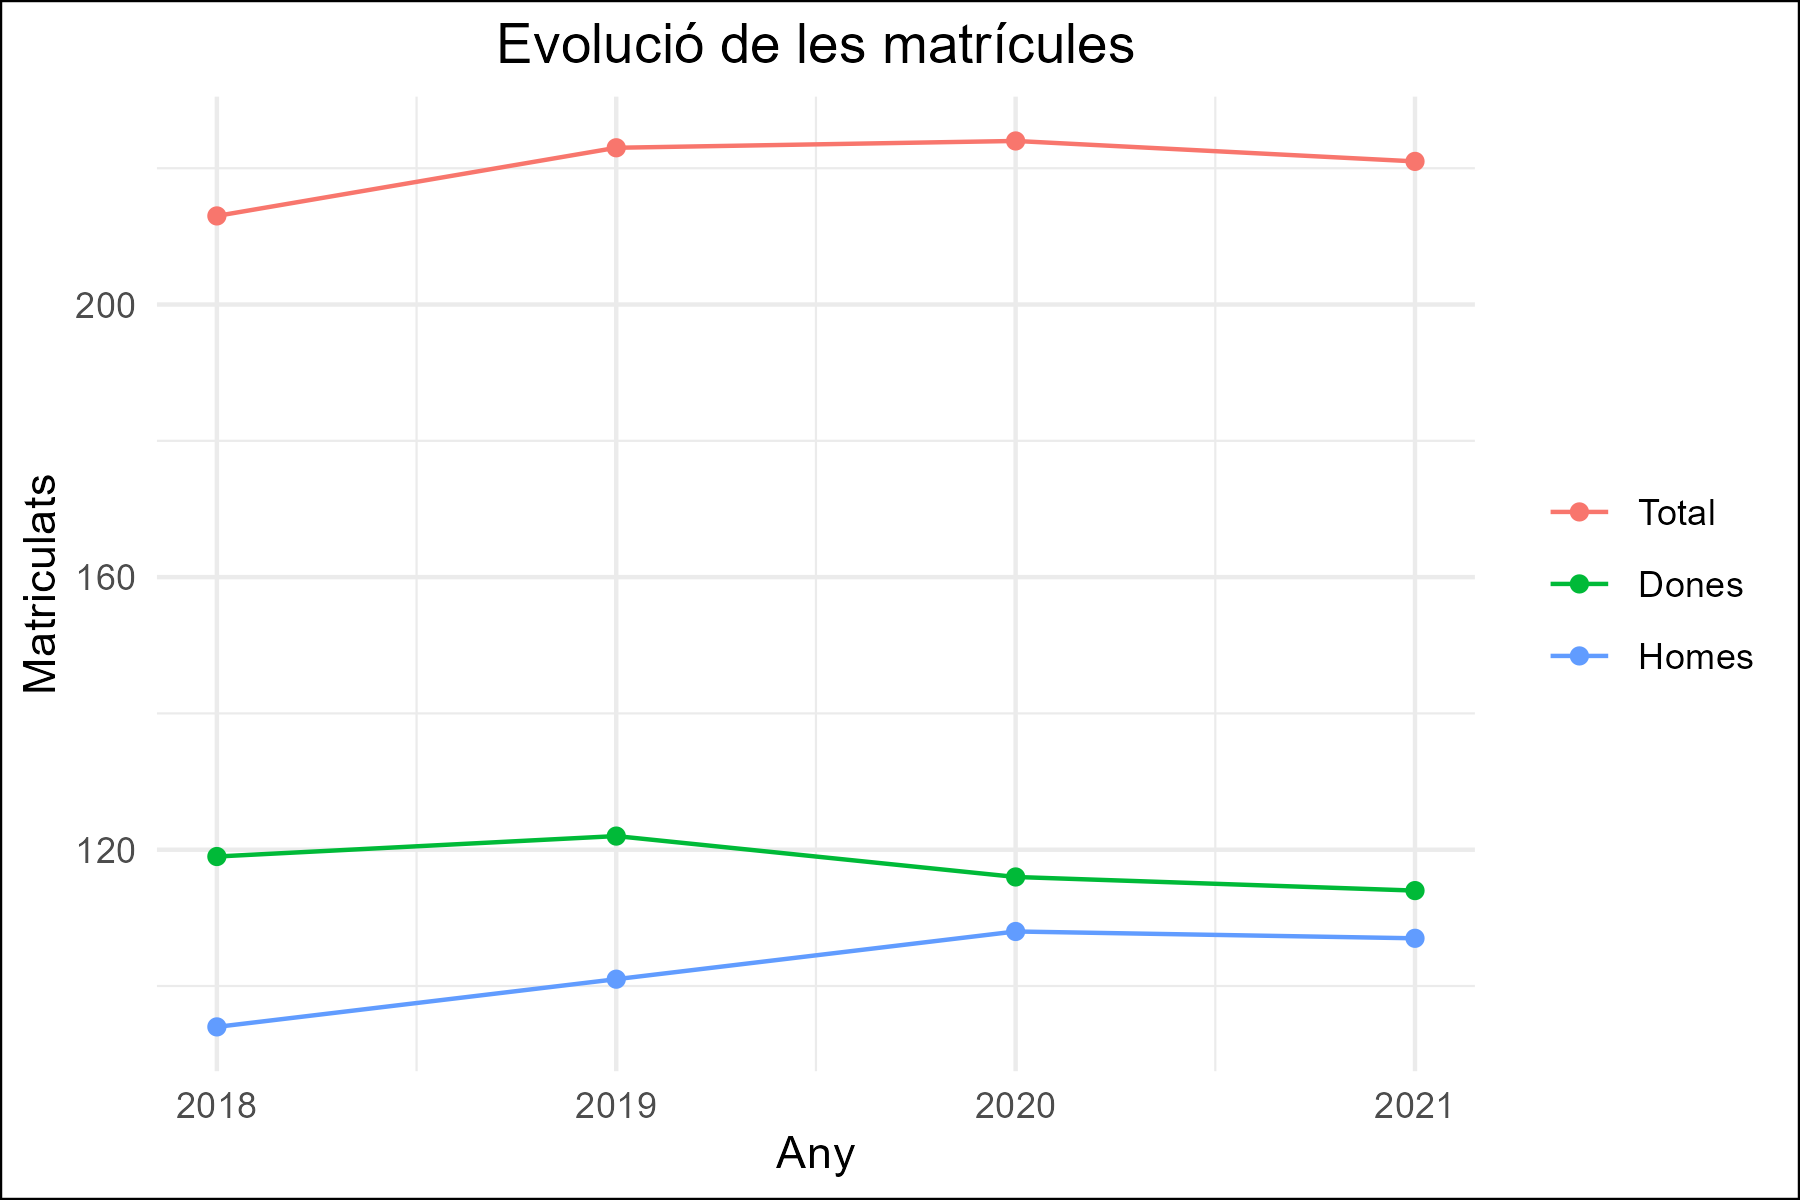 Evolució de les matrícules
Matriculats
200
160
120
2018 2019 2020 2021
Any
Total
Dones
Homes